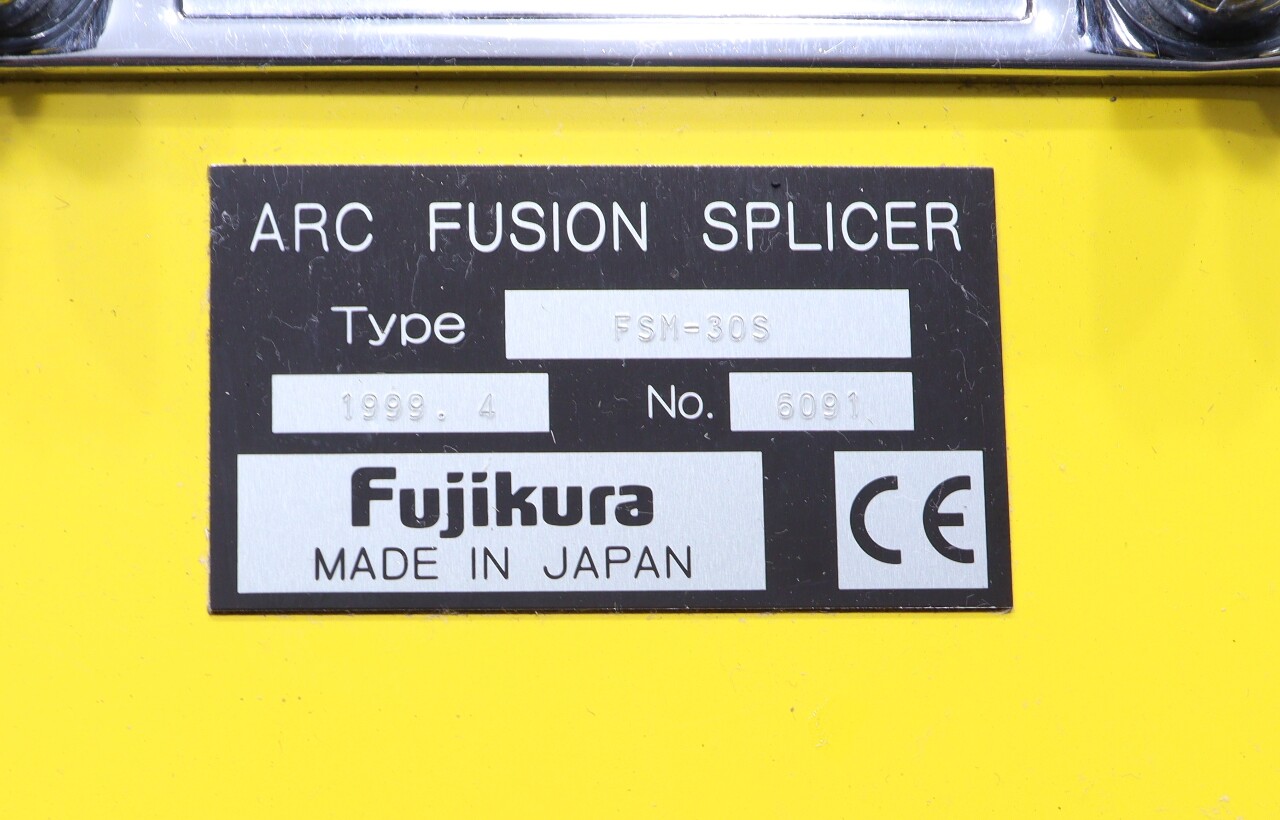 ARC FUSION SPLICER
Type FSM-30S
1999. 4 No. 6091
Fujikura
MADE IN JAPAN
CE